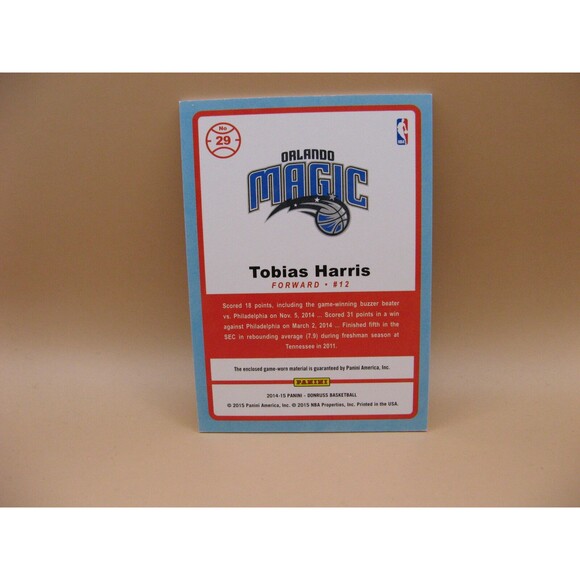 No
29
NBA
ORLANDO
MAGIC
Tobias Harris
FORWARD • #12
Scored 18 points, including the game-winning buzzer beater
vs. Philadelphia on Nov. 5, 2014 ... Scored 31 points in a win
against Philadelphia on March 2, 2014 ... Finished fifth in the
SEC in rebounding average (7.9) during freshman season at
Tennessee in 2011.
The enclosed game-worn material is guaranteed by Panini America, Inc.
PANINI
2014-15 PANINI - DONRUSS BASKETBALL
© 2015 Panini America, Inc. © 2015 NBA Properties, Inc. Printed in the USA.